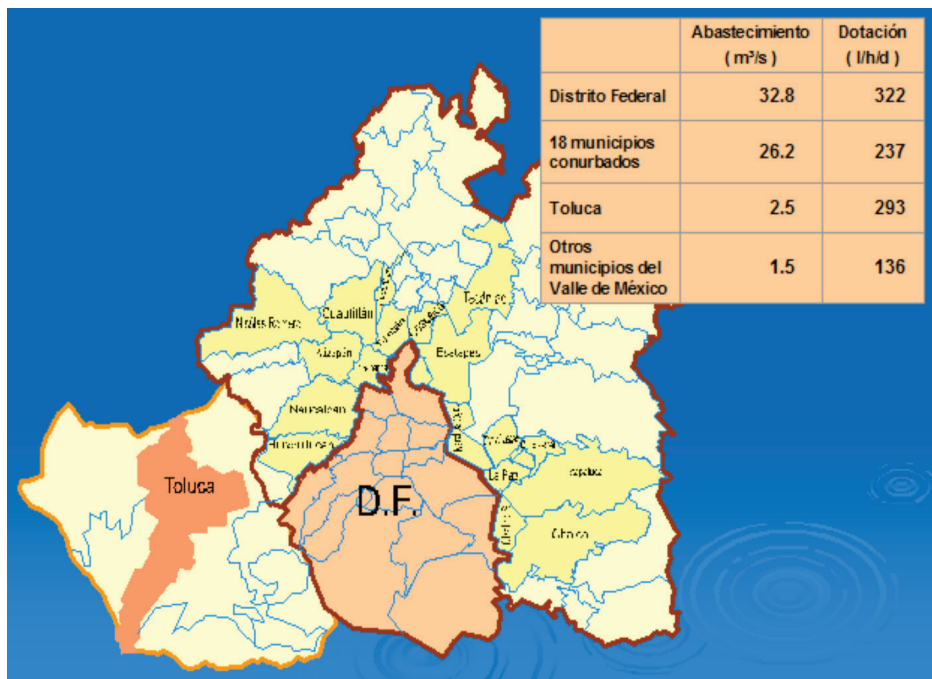 Abastecimiento Dotación
( m³/s ) ( l/h/d )
Distrito Federal 32.8 322
18 municipios
conurbados 26.2 237
Toluca 2.5 293
Otros
municipios del
Valle de México 1.5 136
Tecámac
Cuautitlán
Nicolás Romero
Ecatepec
Atizapán
Naucalpan
Huixquilucan
La Paz
Ixtapaluca
Toluca
D.F.
Chalco